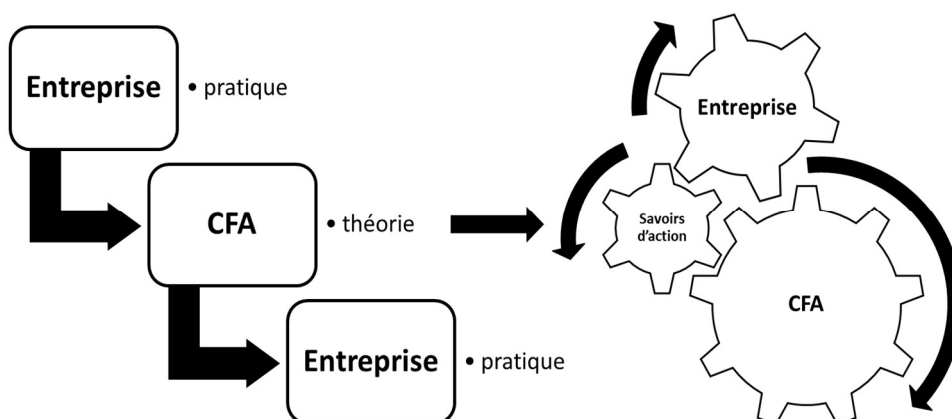 Entreprise
• pratique
CFA
• théorie
Entreprise
• pratique
Entreprise
Savoirs
d'action
CFA